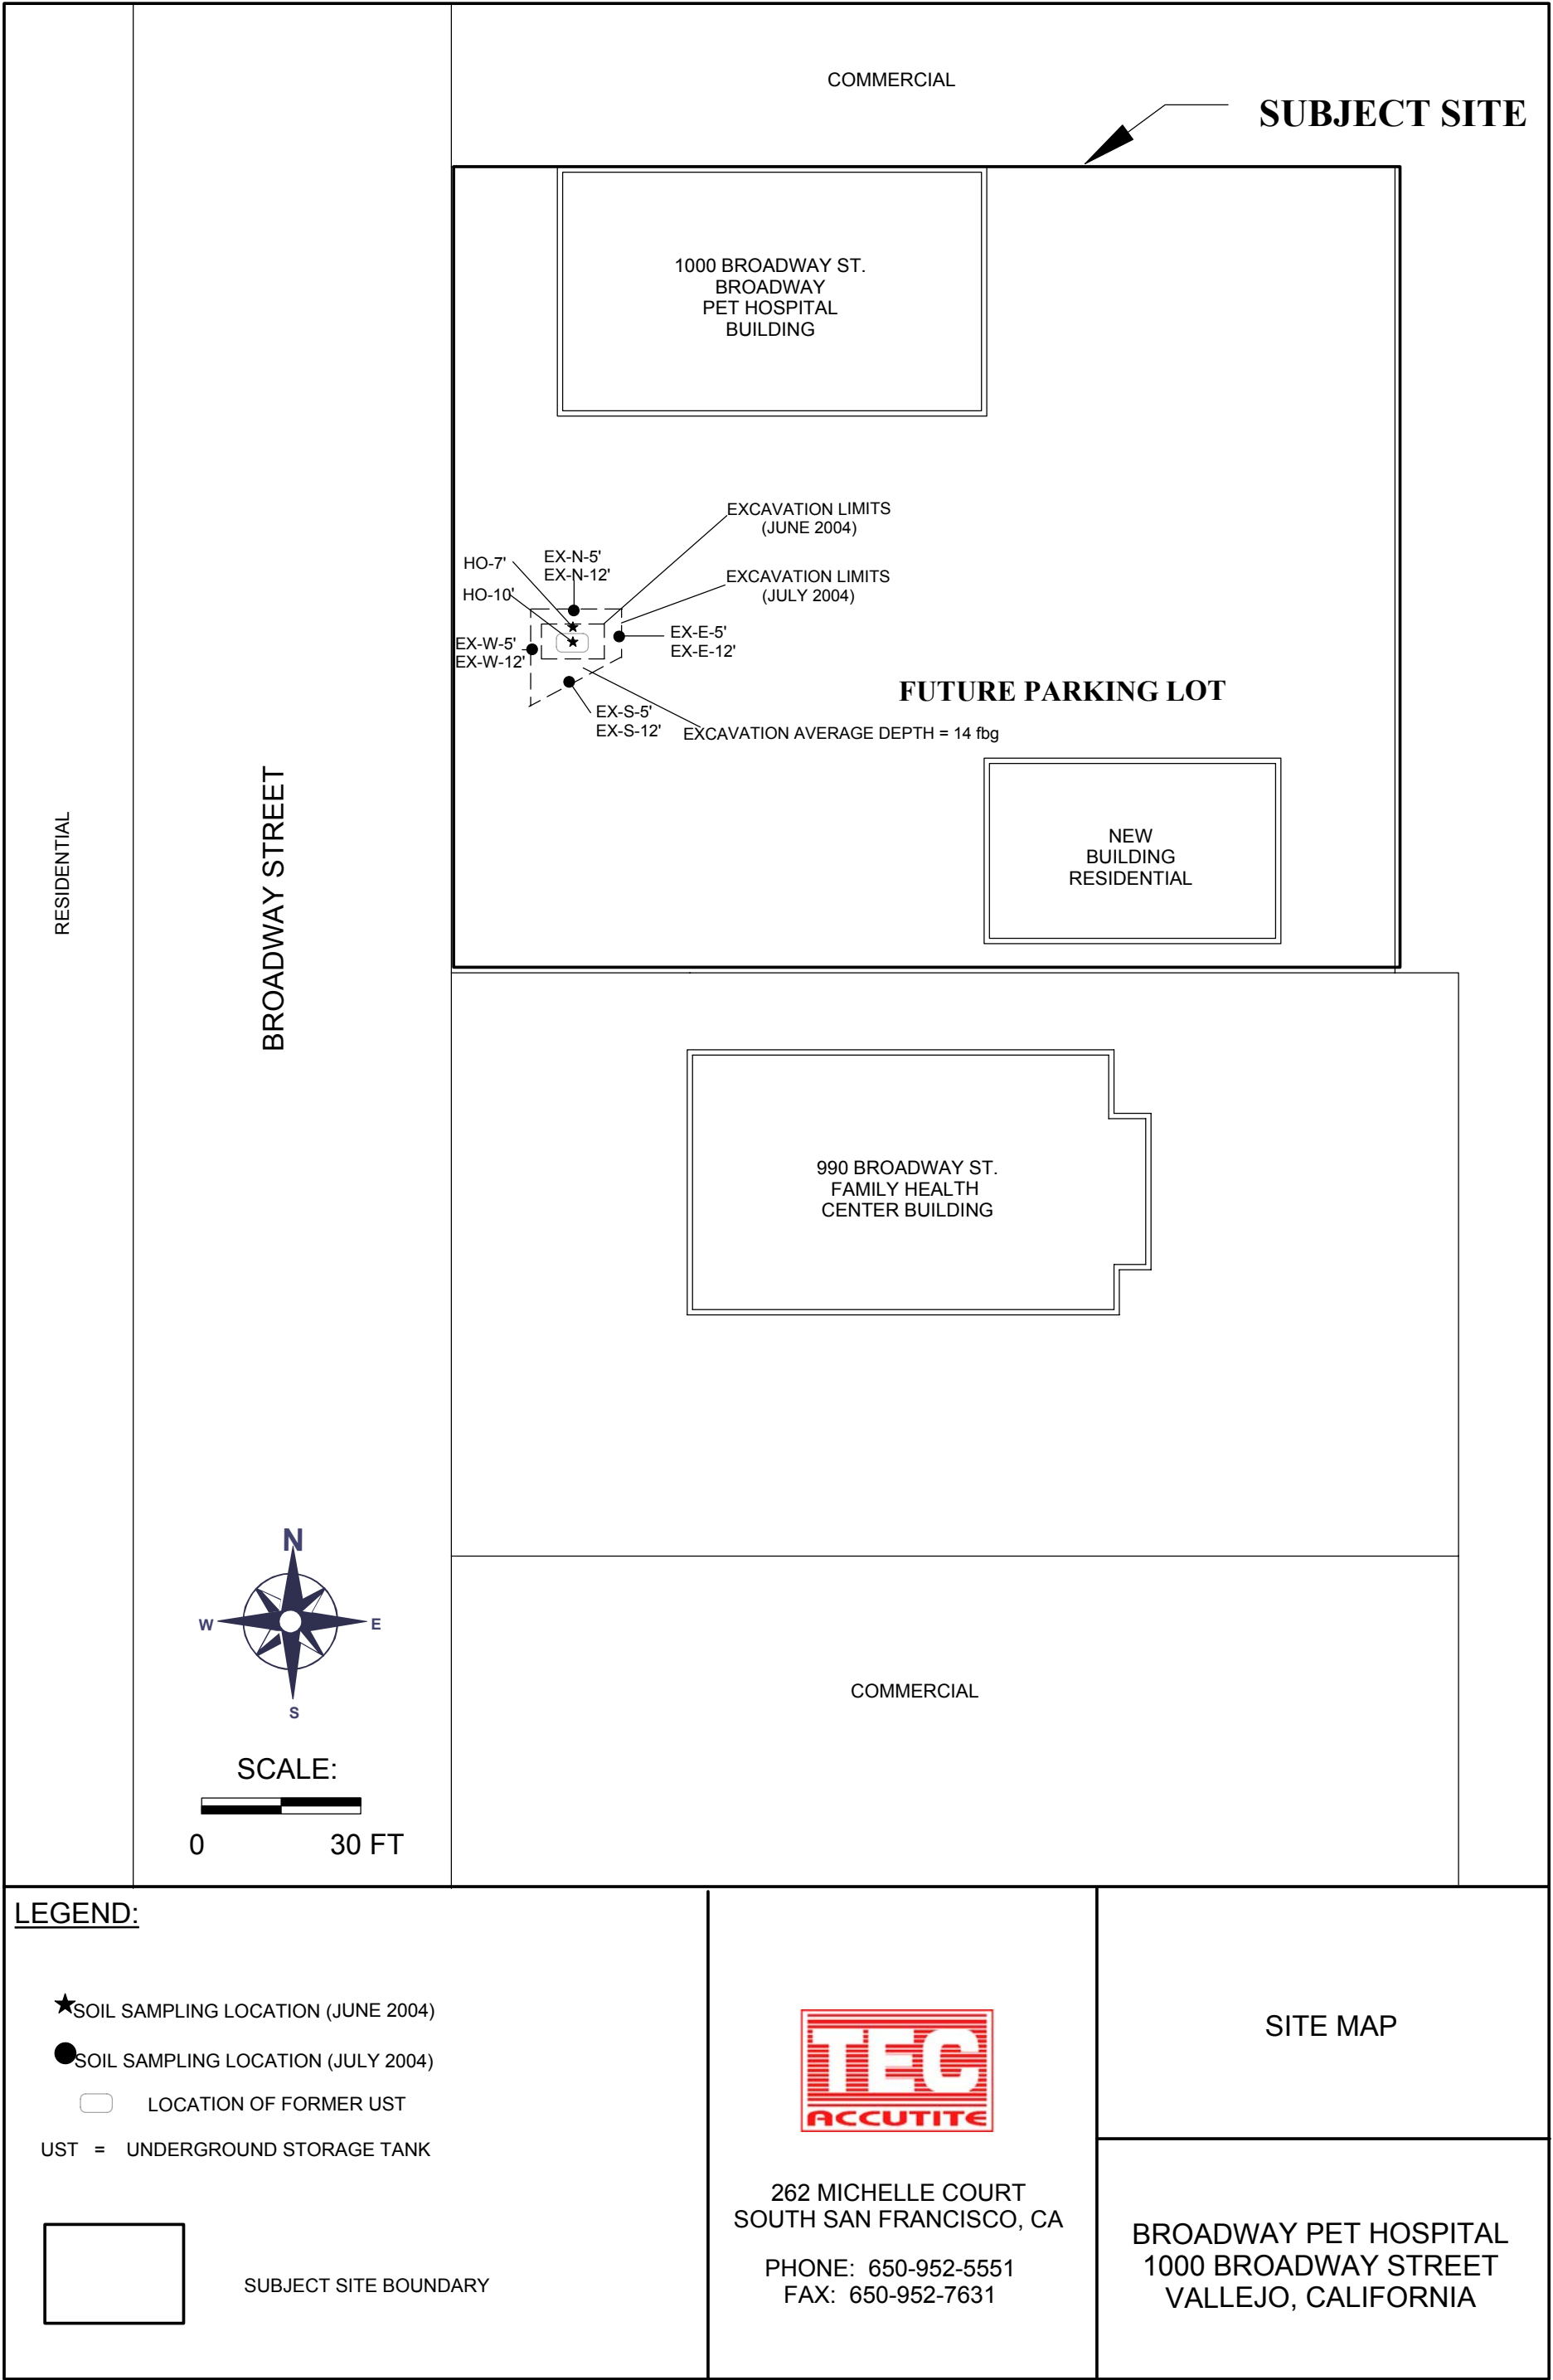 COMMERCIAL
SUBJECT SITE
1000 BROADWAY ST.
BROADWAY
PET HOSPITAL
BUILDING
EXCAVATION LIMITS
(JUNE 2004)
HO-7'
EX-N-5'
EX-N-12'
EXCAVATION LIMITS
(JULY 2004)
HO-10'
EX-W-5'
EX-W-12'
EX-E-5'
EX-E-12'
FUTURE PARKING LOT
EX-S-5'
EX-S-12'
EXCAVATION AVERAGE DEPTH = 14 fbg
RESIDENTIAL
BROADWAY STREET
NEW
BUILDING
RESIDENTIAL
990 BROADWAY ST.
FAMILY HEALTH
CENTER BUILDING
N
W
E
S
COMMERCIAL
SCALE:
0 30 FT
LEGEND:
SOIL SAMPLING LOCATION (JUNE 2004)
SOIL SAMPLING LOCATION (JULY 2004)
LOCATION OF FORMER UST
UST = UNDERGROUND STORAGE TANK
SUBJECT SITE BOUNDARY
TEC
ACCUTITE
262 MICHELLE COURT
SOUTH SAN FRANCISCO, CA
PHONE: 650-952-5551
FAX: 650-952-7631
SITE MAP
BROADWAY PET HOSPITAL
1000 BROADWAY STREET
VALLEJO, CALIFORNIA